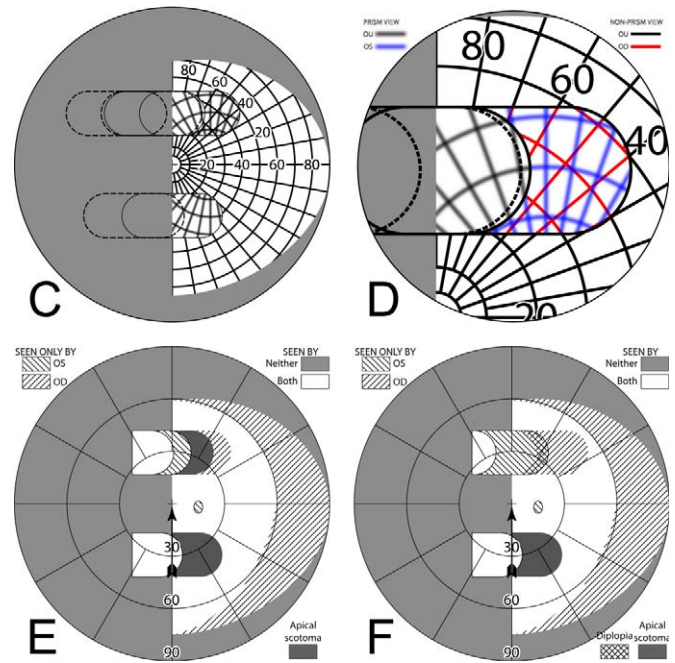 80
60
40
20
20 40 60 80
C
PRISM VIEW
OU
OS
NON-PRISM VIEW
OU
OD
80
60
40
20
D
SEEN ONLY BY
OS
OD
SEEN BY
Neither
Both
30
60
90
E
Apical
scotoma
SEEN ONLY BY
OS
OD
SEEN BY
Neither
Both
30
60
90
F
Diplopia
Apical
scotoma